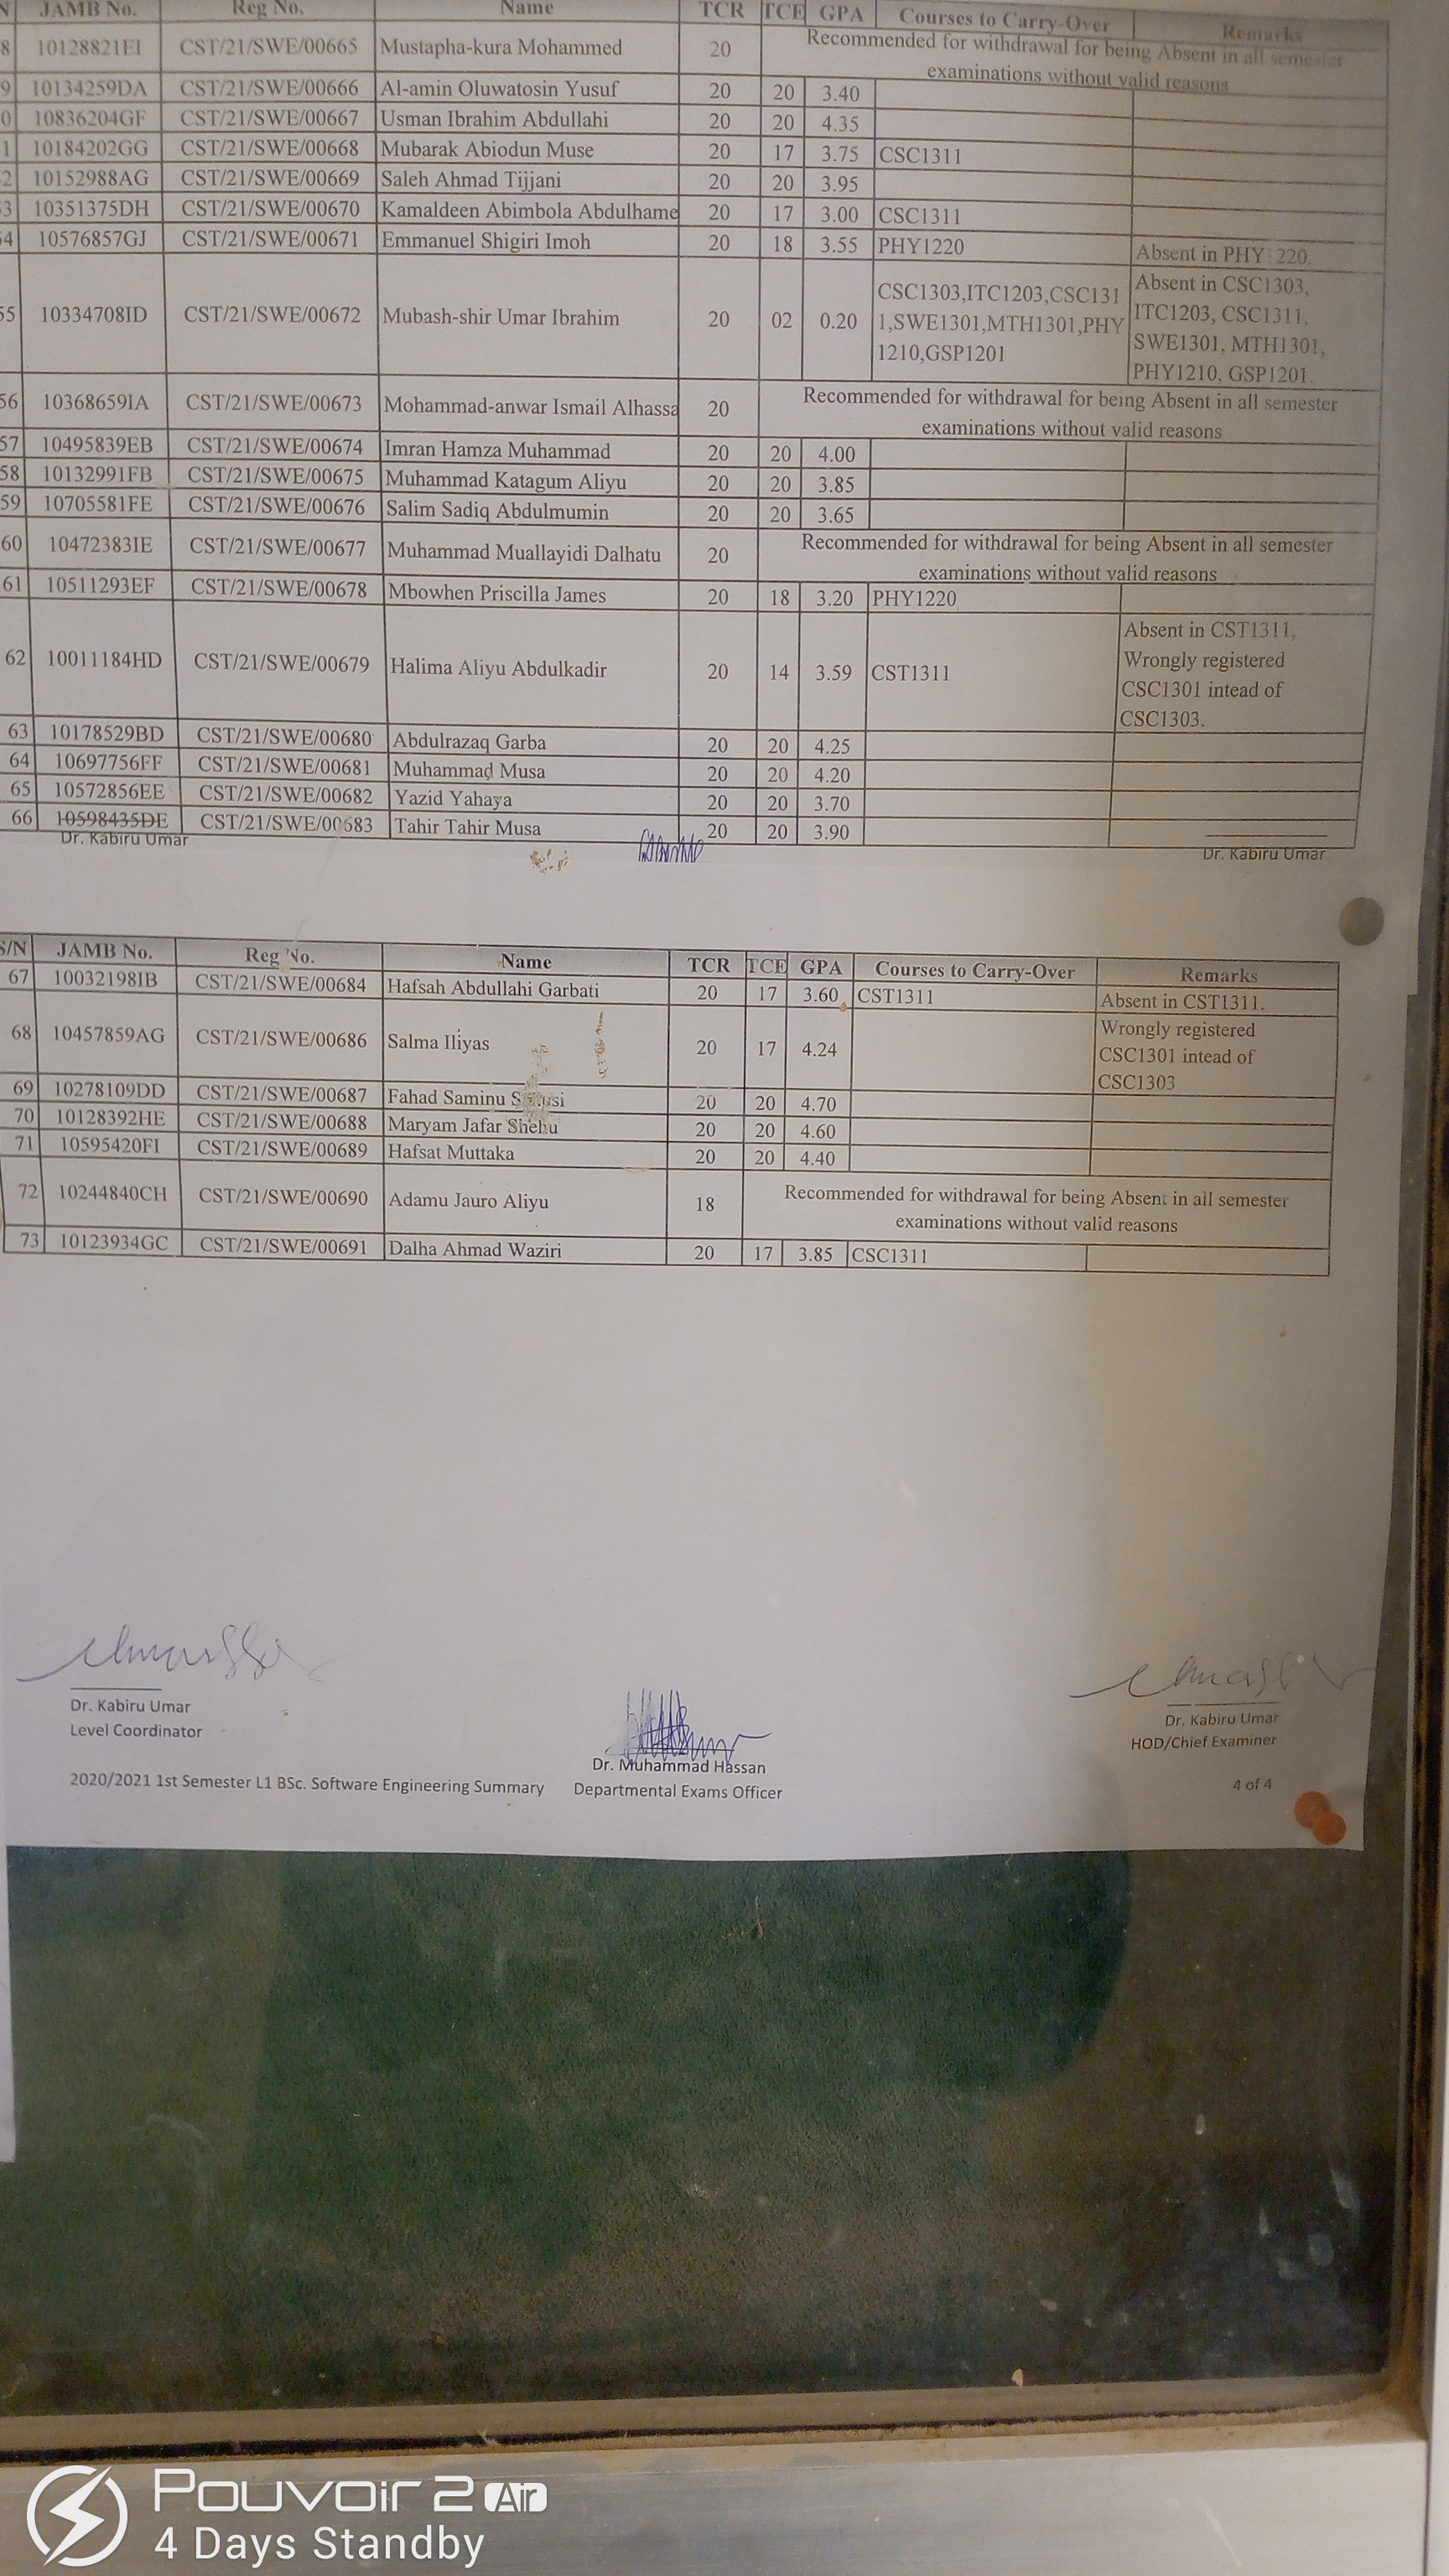 N JAMB No. Reg No. Name TCR TCE GPA Courses to Carry-Over Remarks
8 10128821EI CST/21/SWE/00665 Mustapha-kura Mohammed 20 Recommended for withdrawal for being Absent in all semester
examinations without valid reasons
9 10134259DA CST/21/SWE/00666 Al-amin Oluwatosin Yusuf 20 20 3.40
0 10836204GF CST/21/SWE/00667 Usman Ibrahim Abdullahi 20 20 4.35
1 10184202GG CST/21/SWE/00668 Mubarak Abiodun Muse 20 17 3.75 CSC1311
2 10152988AG CST/21/SWE/00669 Saleh Ahmad Tijjani 20 20 3.95
53 10351375DH CST/21/SWE/00670 Kamaldeen Abimbola Abdulhame 20 17 3.00 CSC1311
54 10576857GJ CST/21/SWE/00671 Emmanuel Shigiri Imoh 20 18 3.55 PHY1220 Absent in PHY1220.
55 10334708ID CST/21/SWE/00672 Mubash-shir Umar Ibrahim 20 02 0.20 CSC1303,ITC1203,CSC131 Absent in CSC1303,
1,SWE1301,MTH1301,PHY ITC1203, CSC1311,
1210,GSP1201 SWE1301, MTH1301,
PHY1210, GSP1201.
56 10368659IA CST/21/SWE/00673 Mohammad-anwar Ismail Alhassa 20 Recommended for withdrawal for being Absent in all semester
examinations without valid reasons
57 10495839EB CST/21/SWE/00674 Imran Hamza Muhammad 20 20 4.00
58 10132991FB CST/21/SWE/00675 Muhammad Katagum Aliyu 20 20 3.85
59 10705581FE CST/21/SWE/00676 Salim Sadiq Abdulmumin 20 20 3.65
60 10472383IE CST/21/SWE/00677 Muhammad Muallayidi Dalhatu 20 Recommended for withdrawal for being Absent in all semester
examinations without valid reasons
61 10511293EF CST/21/SWE/00678 Mbowhen Priscilla James 20 18 3.20 PHY1220
62 10011184HD CST/21/SWE/00679 Halima Aliyu Abdulkadir 20 14 3.59 CST1311 Absent in CST1311,
Wrongly registered
CSC1301 intead of
CSC1303.
63 10178529BD CST/21/SWE/00680 Abdulrazaq Garba 20 20 4.25
64 10697756FF CST/21/SWE/00681 Muhammad Musa 20 20 4.20
65 10572856EE CST/21/SWE/00682 Yazid Yahaya 20 20 3.70
66 10598435DE CST/21/SWE/00683 Tahir Tahir Musa 20 20 3.90
Dr. Kabiru Umar Dr. Kabiru Umar
S/N JAMB No. Reg No. Name TCR TCE GPA Courses to Carry-Over Remarks
67 10032198IB CST/21/SWE/00684 Hafsah Abdullahi Garbati 20 17 3.60 CST1311 Absent in CST1311.
68 10457859AG CST/21/SWE/00686 Salma Iliyas 20 17 4.24 Wrongly registered
CSC1301 intead of
CSC1303
69 10278109DD CST/21/SWE/00687 Fahad Saminu 20 20 4.70
70 10128392HE CST/21/SWE/00688 Maryam Jafar Shehu 20 20 4.60
71 10595420FI CST/21/SWE/00689 Hafsat Muttaka 20 20 4.40
72 10244840CH CST/21/SWE/00690 Adamu Jauro Aliyu 18 Recommended for withdrawal for being Absent in all semester
examinations without valid reasons
73 10123934GC CST/21/SWE/00691 Dalha Ahmad Waziri 20 17 3.85 CSC1311
Dr. Kabiru Umar
Level Coordinator
Dr. Muhammad Hassan
Departmental Exams Officer
Dr. Kabiru Umar
HOD/Chief Examiner
2020/2021 1st Semester L1 BSc. Software Engineering Summary
4 of 4
POUVOIR 2 Air
4 Days Standby